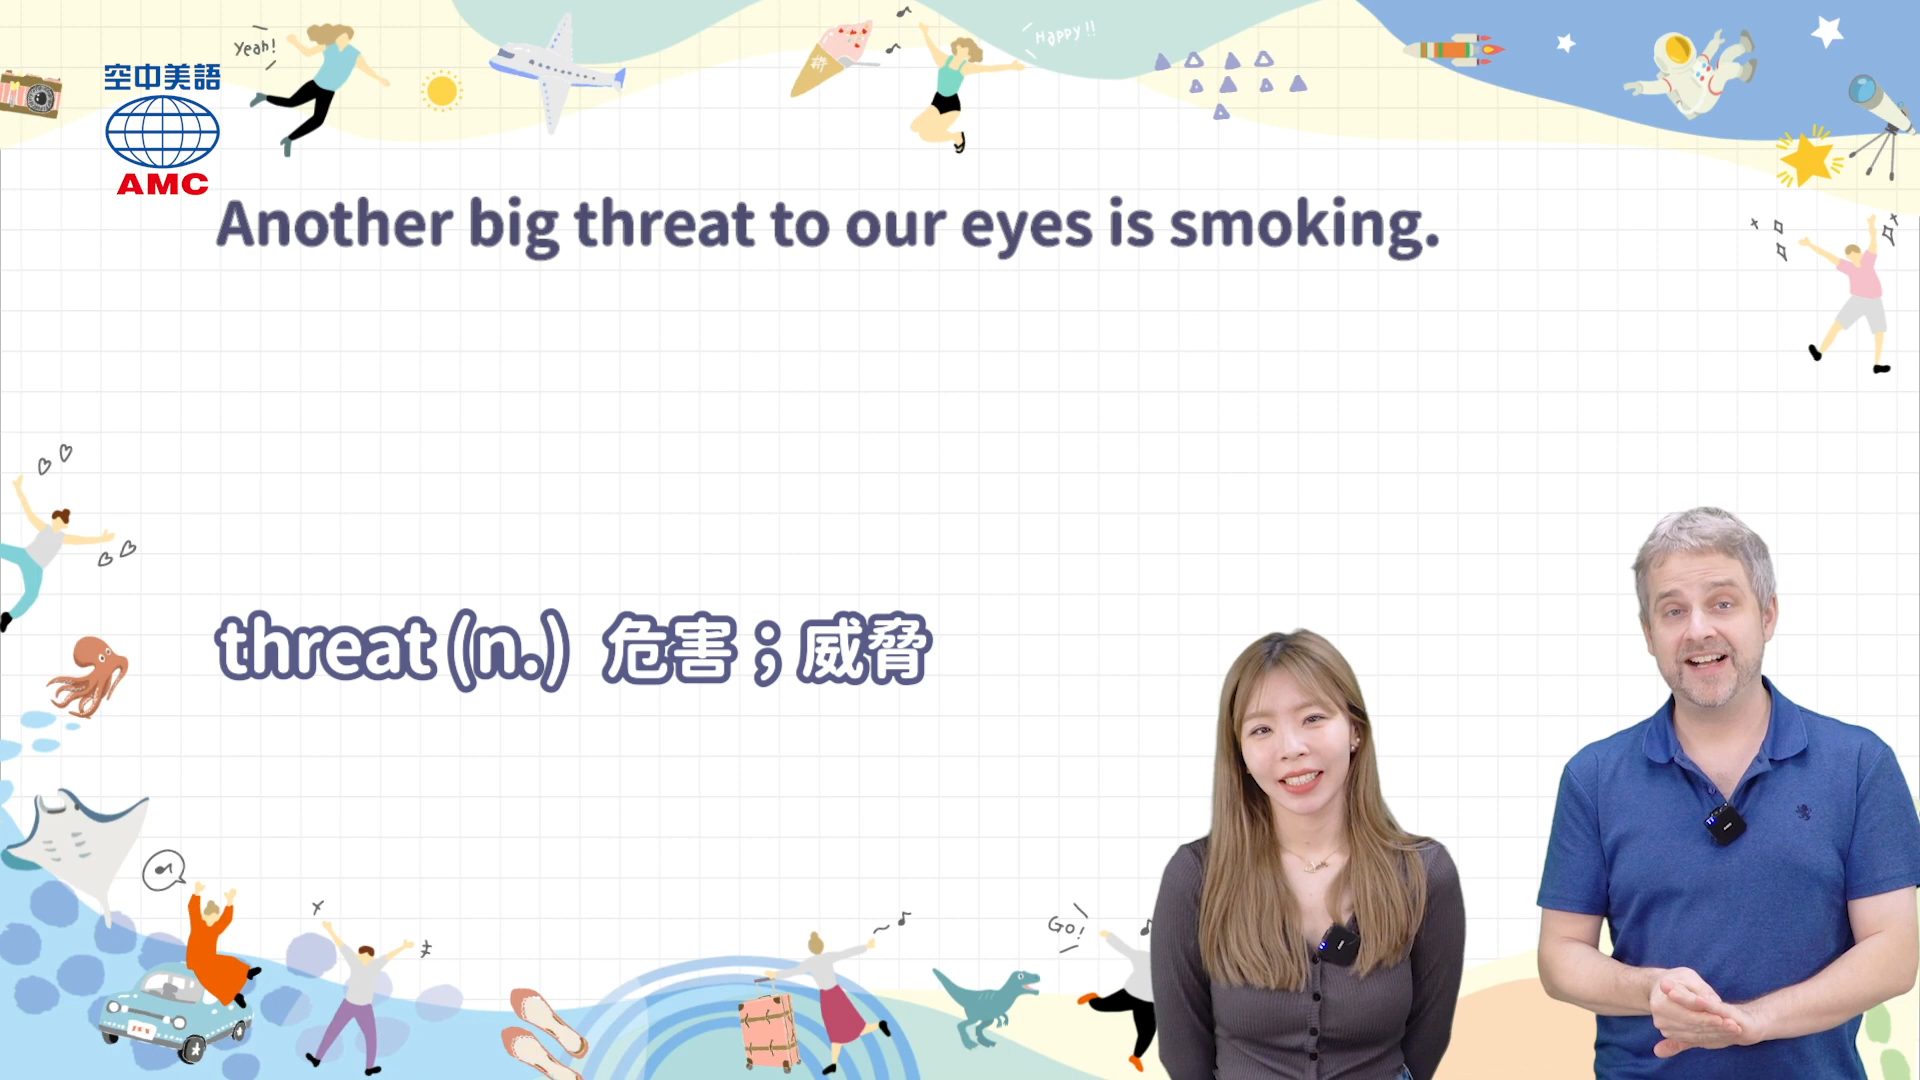 Yeah!
Happy!!
空中美語
AMC
Another big threat to our eyes is smoking.
threat (n.) 危害；威脅
Go!